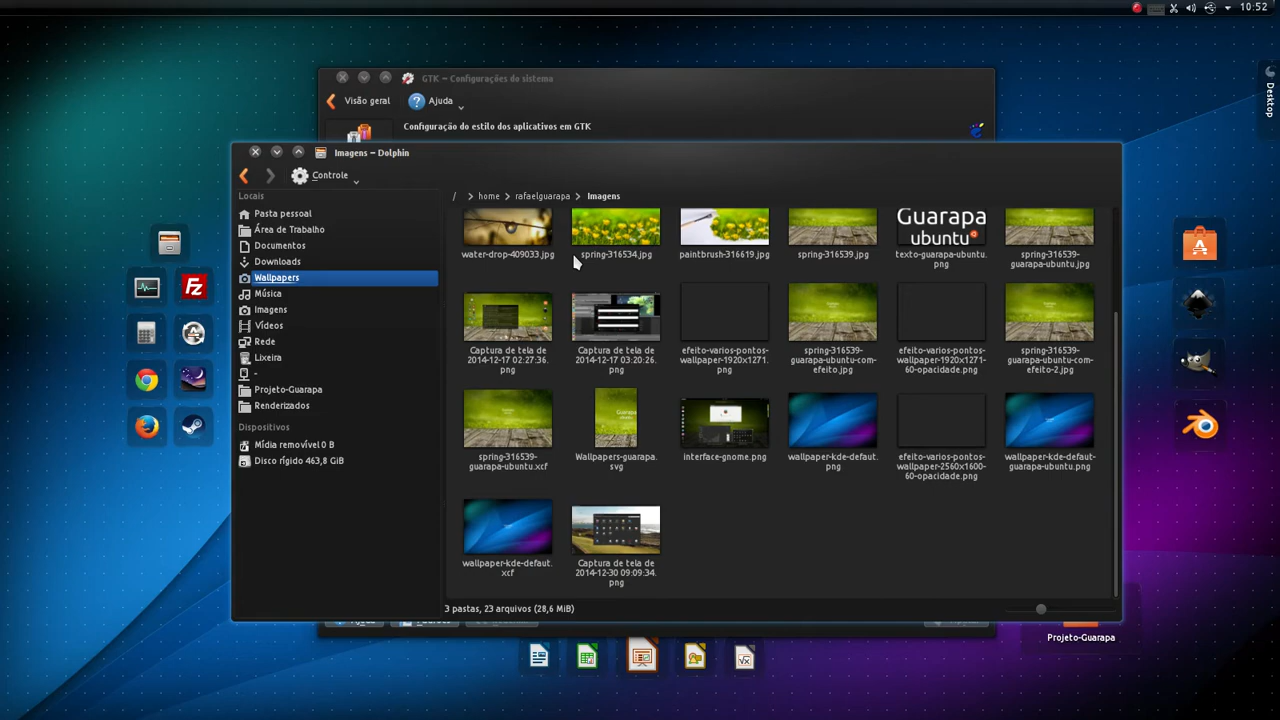 10:52
Desktop
GTK – Configurações do sistema
Visão geral
Ajuda
Configuração do estilo dos aplicativos em GTK
Imagens – Dolphin
Controle
Locais
Pasta pessoal
Área de Trabalho
Documentos
Downloads
Wallpapers
Música
Imagens
Vídeos
Rede
Lixeira
-
Projeto-Guarapa
Renderizados
Dispositivos
Mídia removível 0 B
Disco rígido 463,8 GiB
/ > home > rafaelguarapa > Imagens
Guarapa
ubuntu
water-drop-409033.jpg
spring-316534.jpg
paintbrush-316619.jpg
spring-316539.jpg
texto-guarapa-ubuntu.
png
spring-316539-
guarapa-ubuntu.jpg
Captura de tela de
2014-12-17 02:27:36.
png
Captura de tela de
2014-12-17 03:20:26.
png
efeito-varios-pontos-
wallpaper-1920x1271.
png
spring-316539-
guarapa-ubuntu-com-
efeito.jpg
efeito-varios-pontos-
wallpaper-1920x1271-
60-opacidade.png
spring-316539-
guarapa-ubuntu-com-
efeito-2.jpg
spring-316539-
guarapa-ubuntu.xcf
Wallpapers-guarapa.
svg
interface-gnome.png
wallpaper-kde-defaut.
png
efeito-varios-pontos-
wallpaper-2560x1600-
60-opacidade.png
wallpaper-kde-defaut-
guarapa-ubuntu.png
wallpaper-kde-defaut.
xcf
Captura de tela de
2014-12-30 09:09:34.
png
3 pastas, 23 arquivos (28,6 MiB)
Projeto-Guarapa